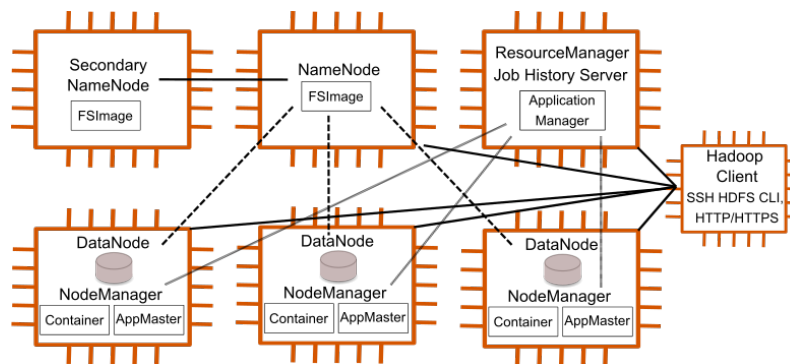 Secondary
NameNode
FSImage
NameNode
FSImage
ResourceManager
Job History Server
Application
Manager
Hadoop
Client
SSH HDFS CLI,
HTTP/HTTPS
DataNode
NodeManager
Container
AppMaster
DataNode
NodeManager
Container
AppMaster
DataNode
NodeManager
Container
AppMaster